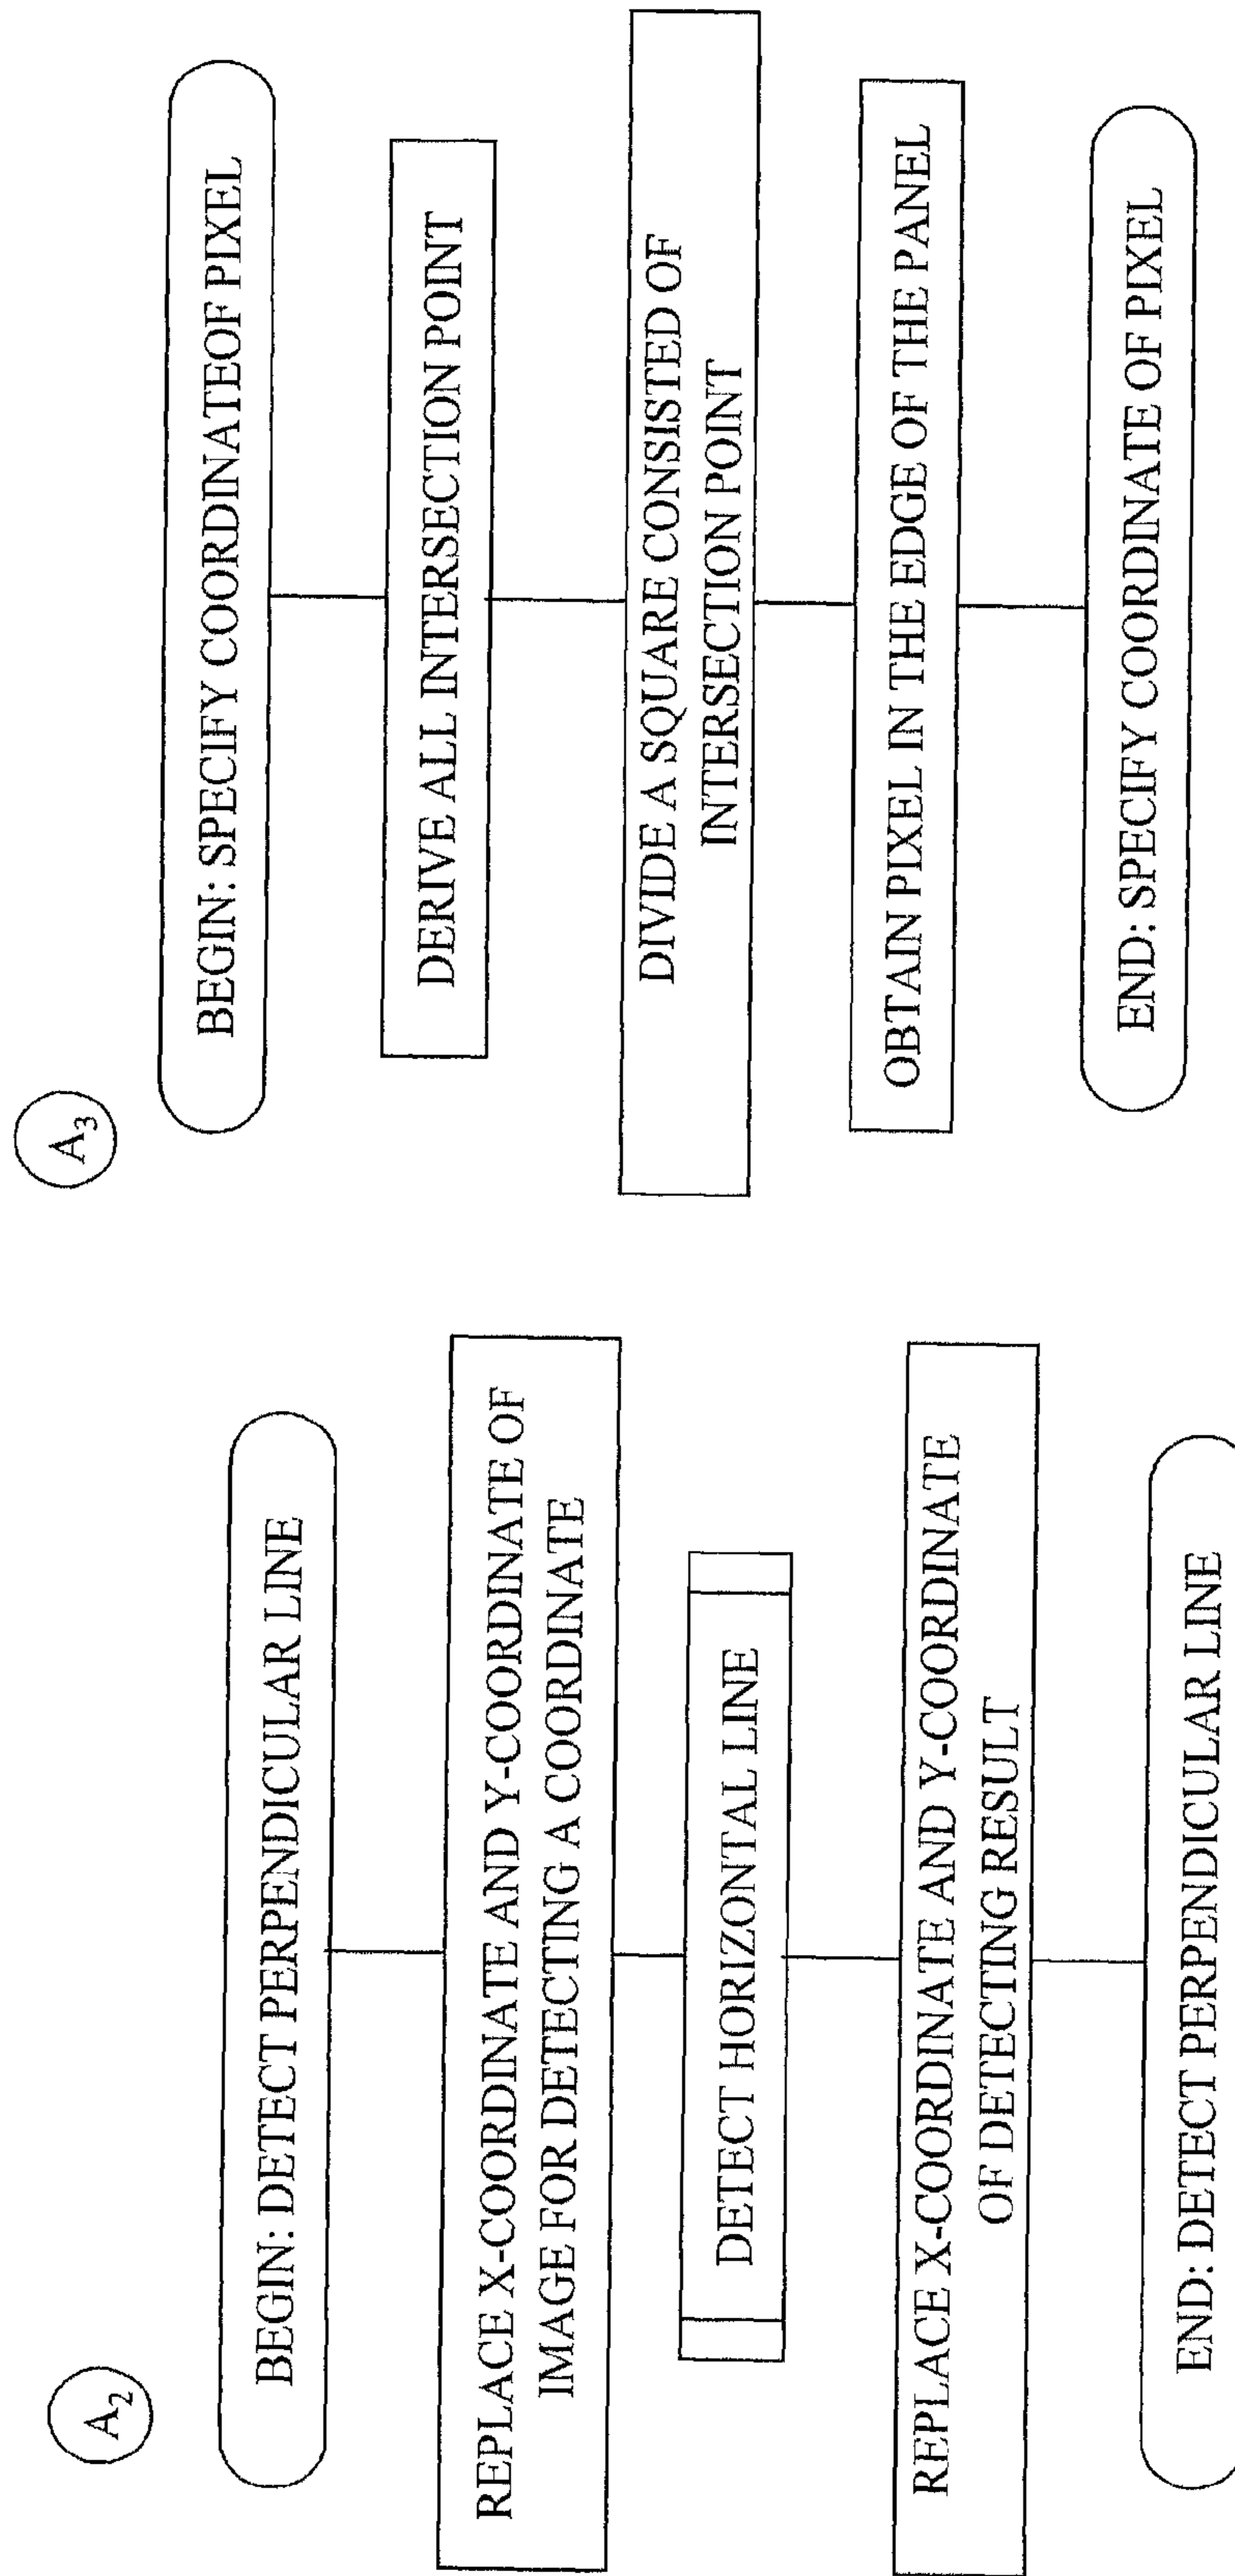 A2
BEGIN: DETECT PERPENDICULAR LINE
REPLACE X-COORDINATE AND Y-COORDINATE OF
IMAGE FOR DETECTING A COORDINATE
DETECT HORIZONTAL LINE
REPLACE X-COORDINATE AND Y-COORDINATE
OF DETECTING RESULT
END: DETECT PERPENDICULAR LINE
A3
BEGIN: SPECIFY COORDINATEOF PIXEL
DERIVE ALL INTERSECTION POINT
DIVIDE A SQUARE CONSISTED OF
INTERSECTION POINT
OBTAIN PIXEL IN THE EDGE OF THE PANEL
END: SPECIFY COORDINATE OF PIXEL